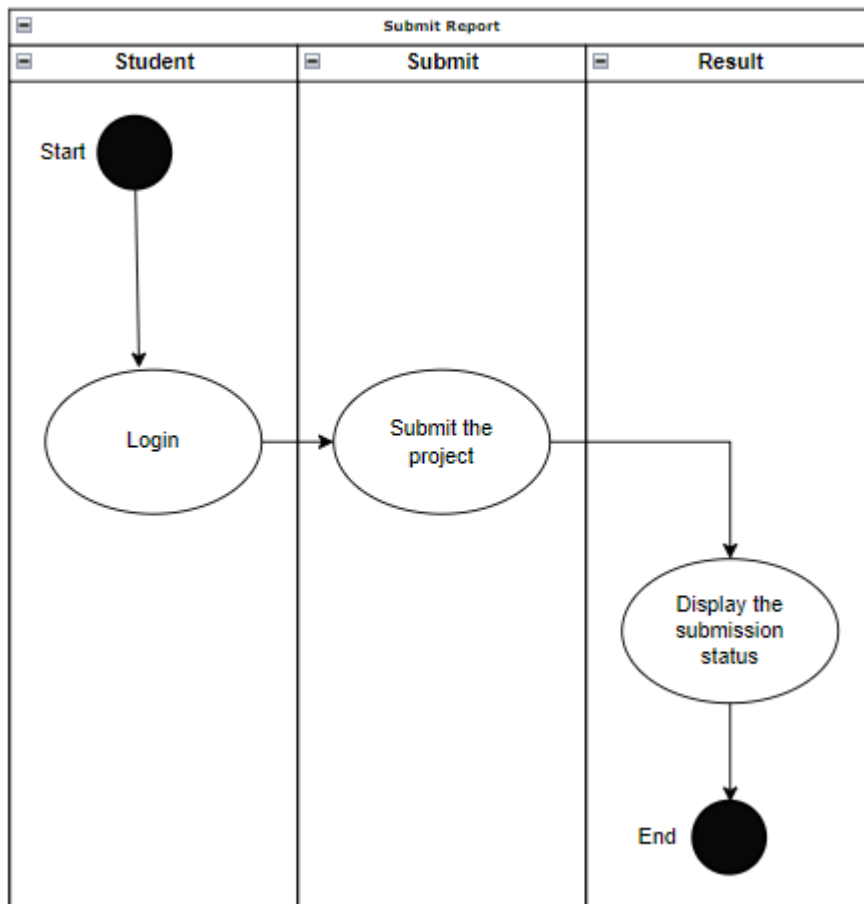 Submit Report
Student
Submit
Result
Start
Login
Submit the
project
Display the
submission
status
End